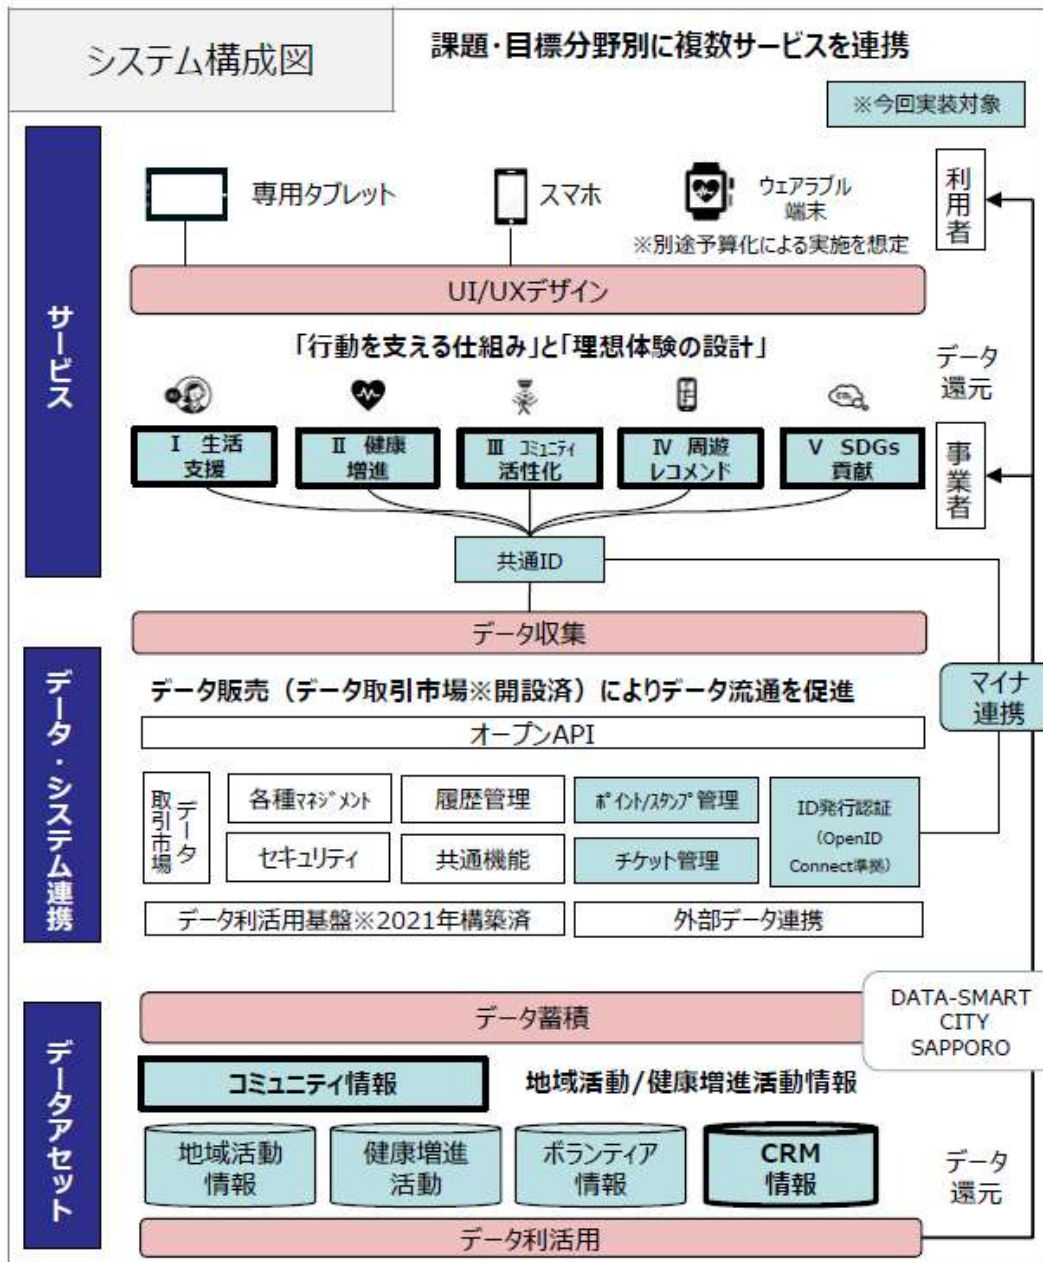 システム構成図
課題・目標分野別に複数サービスを連携
※今回実装対象
サービス
専用タブレット
スマホ
ウェアラブル
端末
※別途予算化による実施を想定
利用者
UI/UXデザイン
「行動を支える仕組み」と「理想体験の設計」
データ
還元
Ⅰ 生活
支援
Ⅱ 健康
増進
Ⅲ コミュニティ
活性化
Ⅳ 周遊
レコメンド
Ⅴ SDGs
貢献
事業者
共通ID
データ収集
データ・システム連携
データ販売（データ取引市場※開設済）によりデータ流通を促進
マイナ
連携
オープンAPI
データ
取引市場
各種マネジメント
履歴管理
ポイント/スタンプ管理
ID発行認証
（OpenID
Connect準拠）
セキュリティ
共通機能
チケット管理
データ利活用基盤※2021年構築済
外部データ連携
DATA-SMART
CITY
SAPPORO
データアセット
データ蓄積
コミュニティ情報
地域活動/健康増進活動情報
地域活動
情報
健康増進
活動
ボランティア
情報
CRM
情報
データ
還元
データ利活用